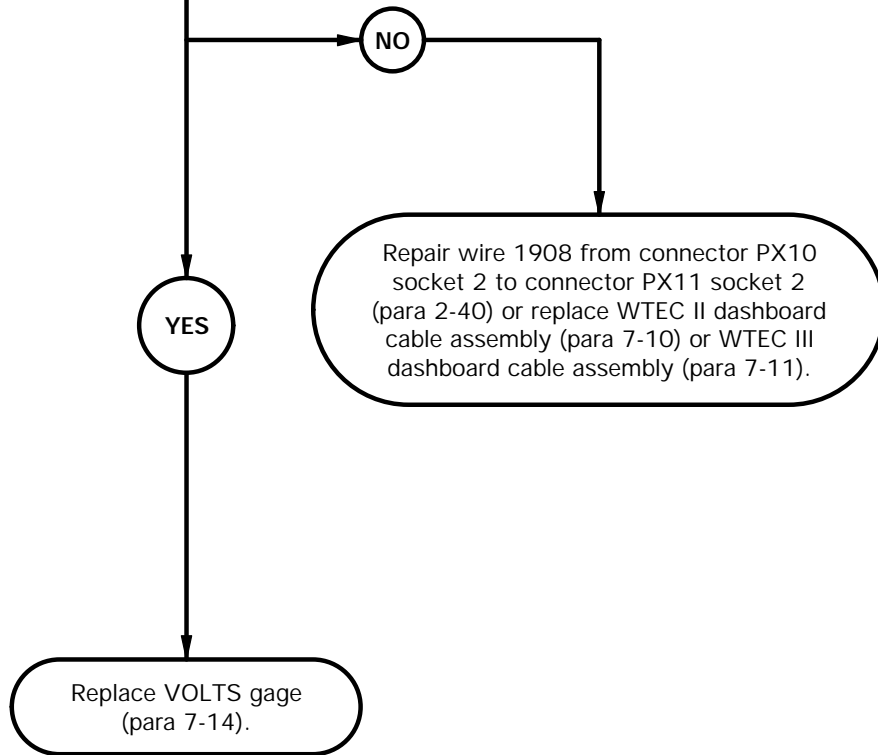 NO
Repair wire 1908 from connector PX10
socket 2 to connector PX11 socket 2
(para 2-40) or replace WTEC II dashboard
cable assembly (para 7-10) or WTEC III
dashboard cable assembly (para 7-11).
YES
Replace VOLTS gage
(para 7-14).